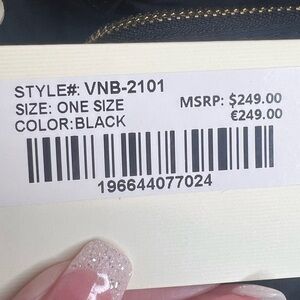 STYLE#: VNB-2101
SIZE: ONE SIZE
COLOR:BLACK
MSRP: $249.00
€249.00
196644077024